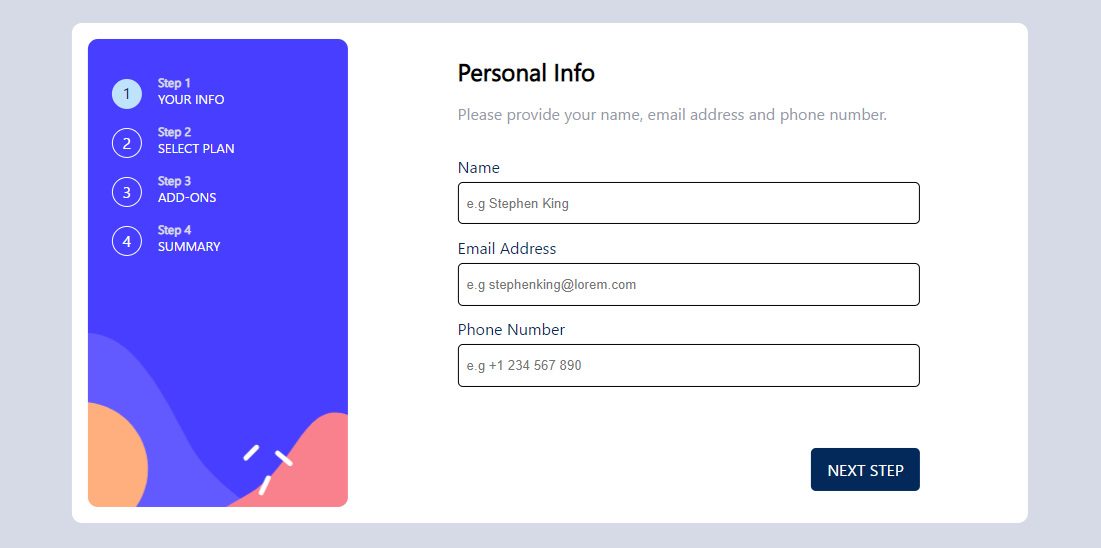 1
Step 1
YOUR INFO
2
Step 2
SELECT PLAN
3
Step 3
ADD-ONS
4
Step 4
SUMMARY
Personal Info
Please provide your name, email address and phone number.
Name
e.g Stephen King
Email Address
e.g stephenking@lorem.com
Phone Number
e.g +1 234 567 890
NEXT STEP